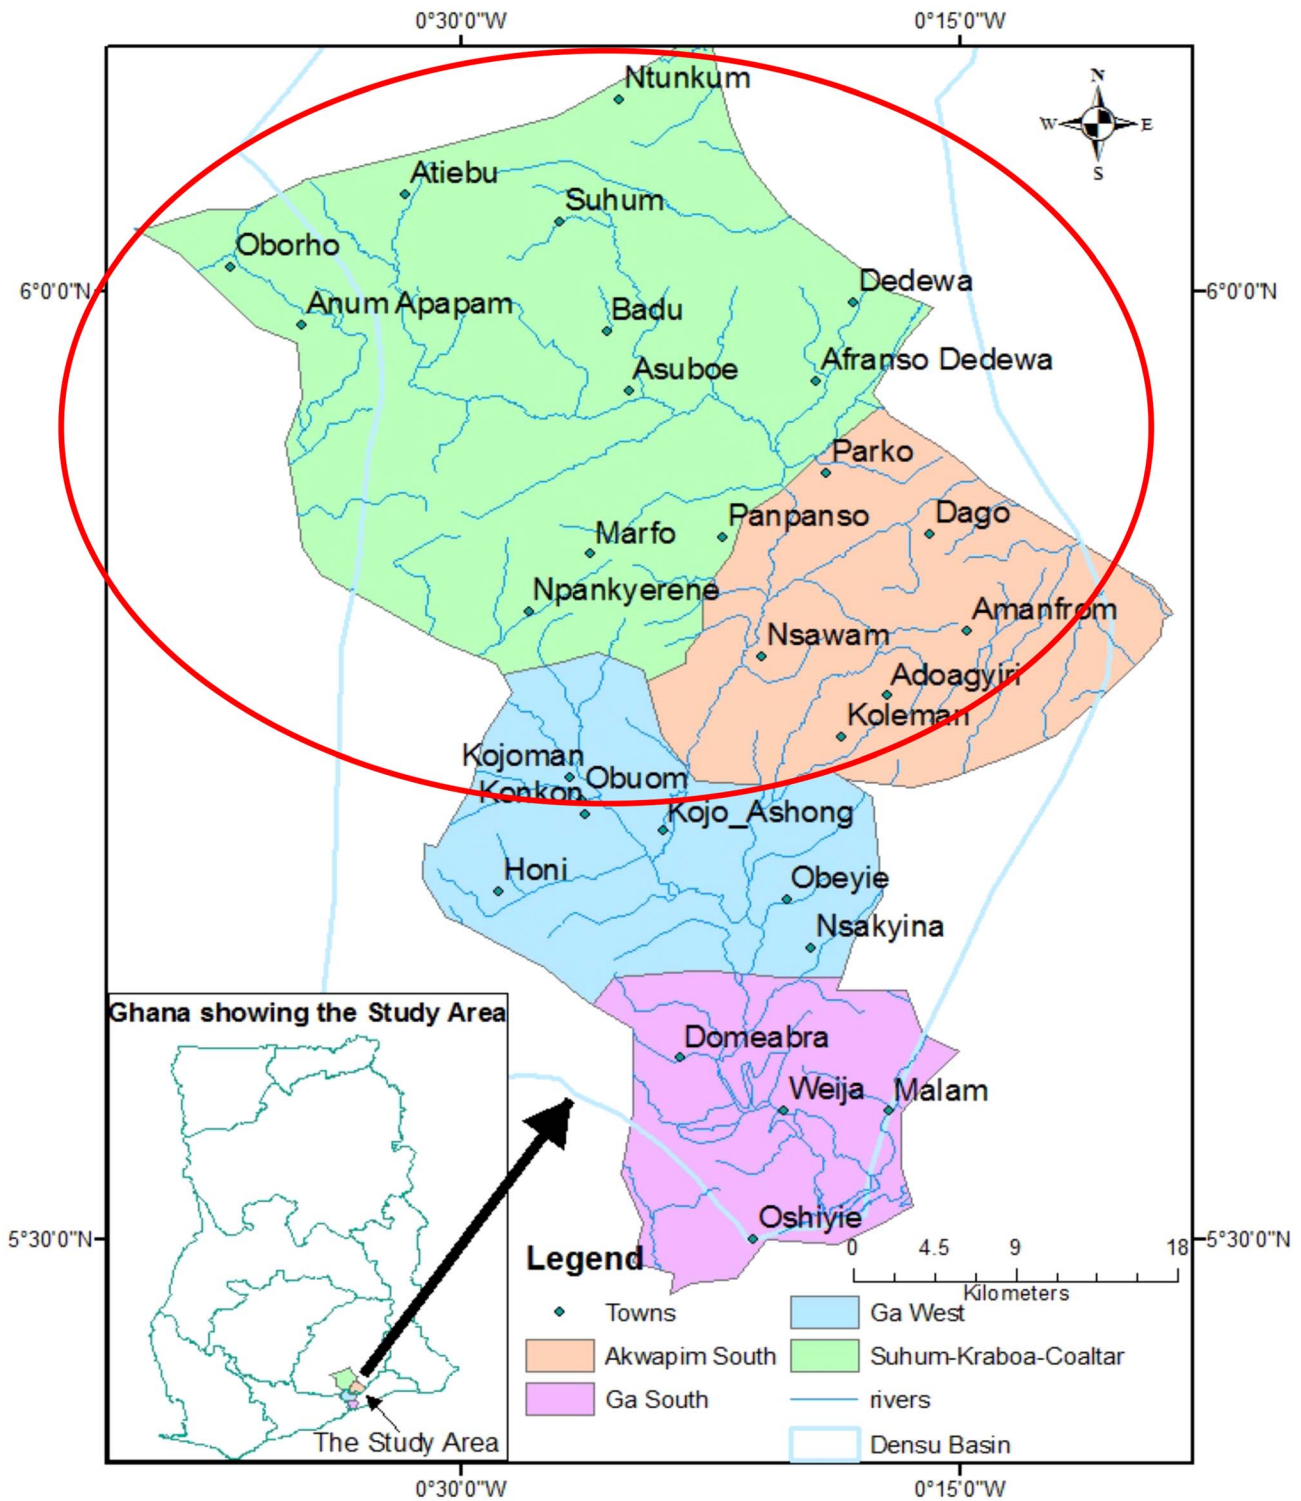 0°30'0"W
0°15'0"W
N
W
E
S
Ntunkum
Atiebu
Suhum
Oborho
Dedewa
6°0'0"N
6°0'0"N
Anum Apapam
Badu
Afranso Dedewa
Asuboe
Parko
Panpanso
Dago
Marfo
Npankyerene
Amanfrom
Nsawam
Adoagyiri
Koleman
Kojoman
Obuom
Konkon
Kojo_Ashong
Honi
Obeyie
Nsakyina
Ghana showing the Study Area
Domeabra
Weija
Malam
Oshiyie
5°30'0"N
5°30'0"N
0
4.5
9
18
Kilometers
Legend
Towns
Ga West
Akwapim South
Suhum-Kraboa-Coaltar
Ga South
rivers
Densu Basin
The Study Area
0°30'0"W
0°15'0"W